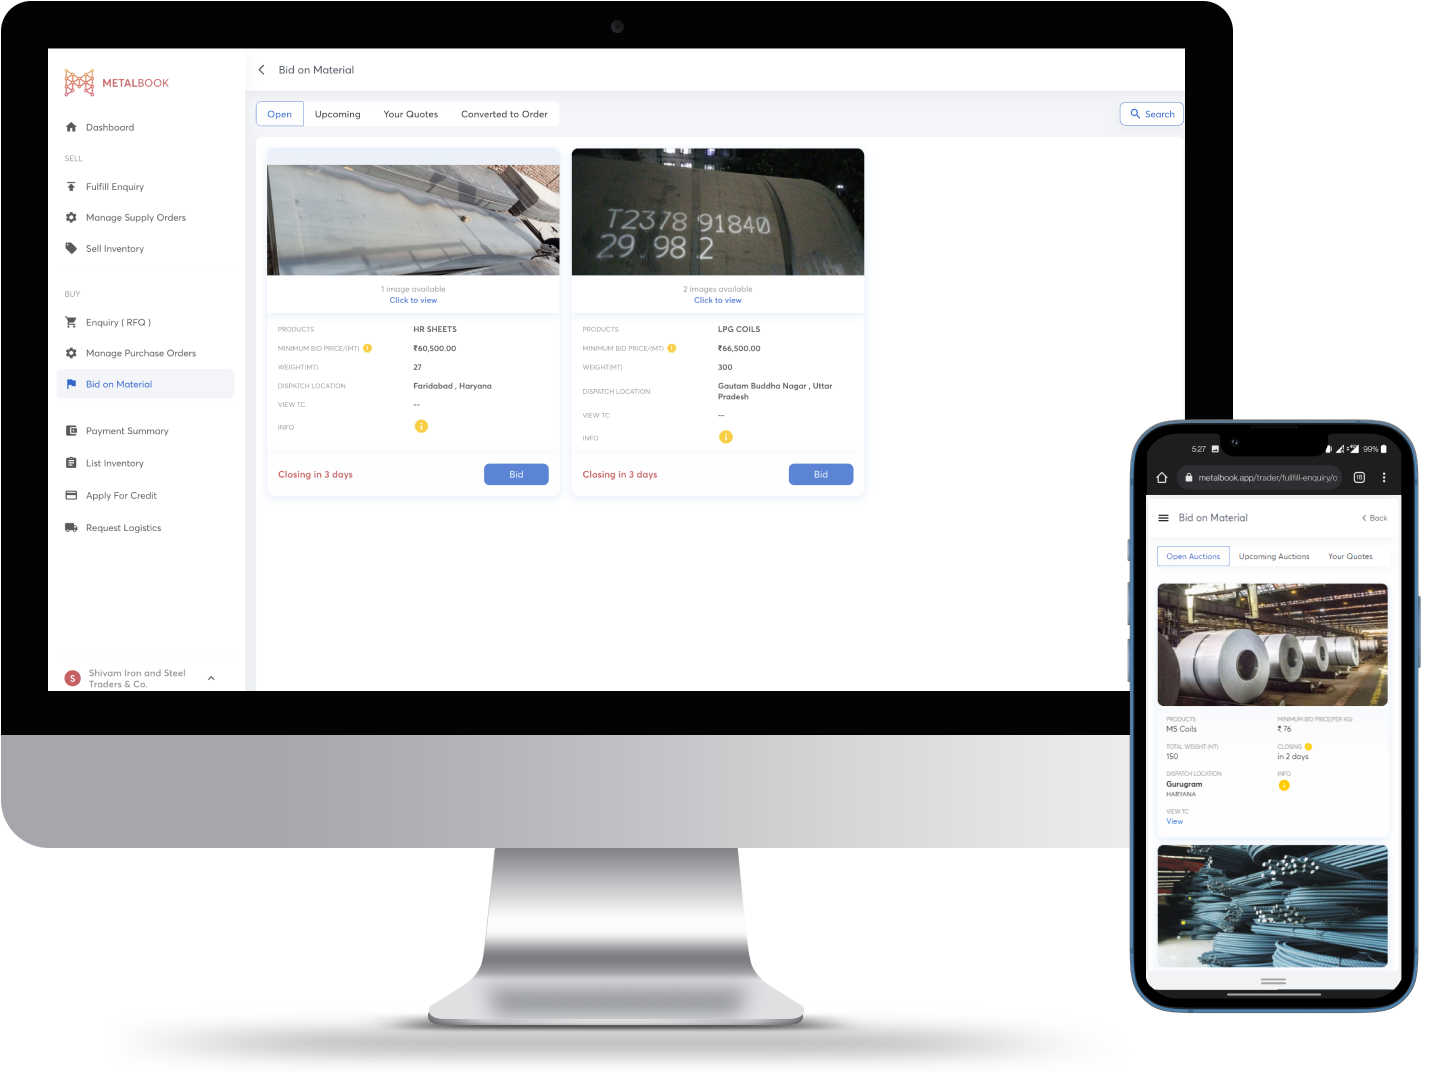 METALBOOK
Dashboard
SELL
Fulfill Enquiry
Manage Supply Orders
Sell Inventory
BUY
Enquiry ( RFQ )
Manage Purchase Orders
Bid on Material
Payment Summary
List Inventory
Apply For Credit
Request Logistics
S
Shivam Iron and Steel
Traders & Co.
Bid on Material
Open Upcoming Your Quotes Converted to Order
Search
1 image available
Click to view
PRODUCTS HR SHEETS
MINIMUM BID PRICE/(MT) ₹60,500.00
WEIGHT(MT) 27
DISPATCH LOCATION Faridabad , Haryana
VIEW TC --
INFO
Closing in 3 days Bid
T2378 91840
29.98.2
2 images available
Click to view
PRODUCTS LPG COILS
MINIMUM BID PRICE/(MT) ₹66,500.00
WEIGHT(MT) 300
DISPATCH LOCATION Gautam Buddha Nagar , Uttar
Pradesh
VIEW TC --
INFO
Closing in 3 days Bid
5.27 99%
metalbook.app/trader/fullfill-enquiry/o 18
Bid on Material Back
Open Auctions Upcoming Auctions Your Quotes
PRODUCTS MINIMUM BID PRICE(PER KG)
MS Coils ₹ 76
TOTAL WEIGHT (MT) CLOSING
150 in 2 days
DISPATCH LOCATION INFO
Gurugram
HARYANA
VIEW TC
View